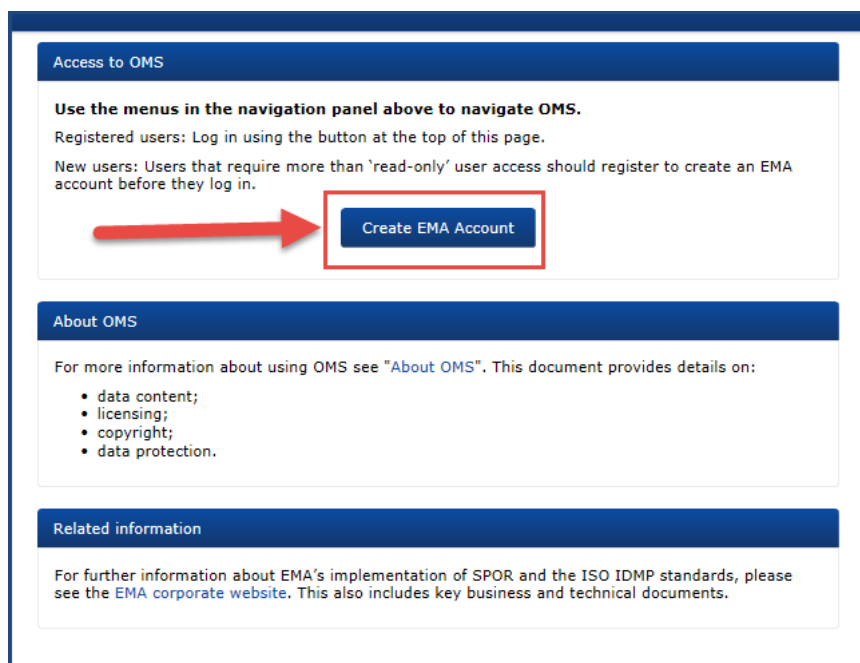 Access to OMS
Use the menus in the navigation panel above to navigate OMS.
Registered users: Log in using the button at the top of this page.
New users: Users that require more than ‘read-only’ user access should register to create an EMA
account before they log in.
Create EMA Account
About OMS
For more information about using OMS see "About OMS". This document provides details on:
• data content;
• licensing;
• copyright;
• data protection.
Related information
For further information about EMA’s implementation of SPOR and the ISO IDMP standards, please
see the EMA corporate website. This also includes key business and technical documents.